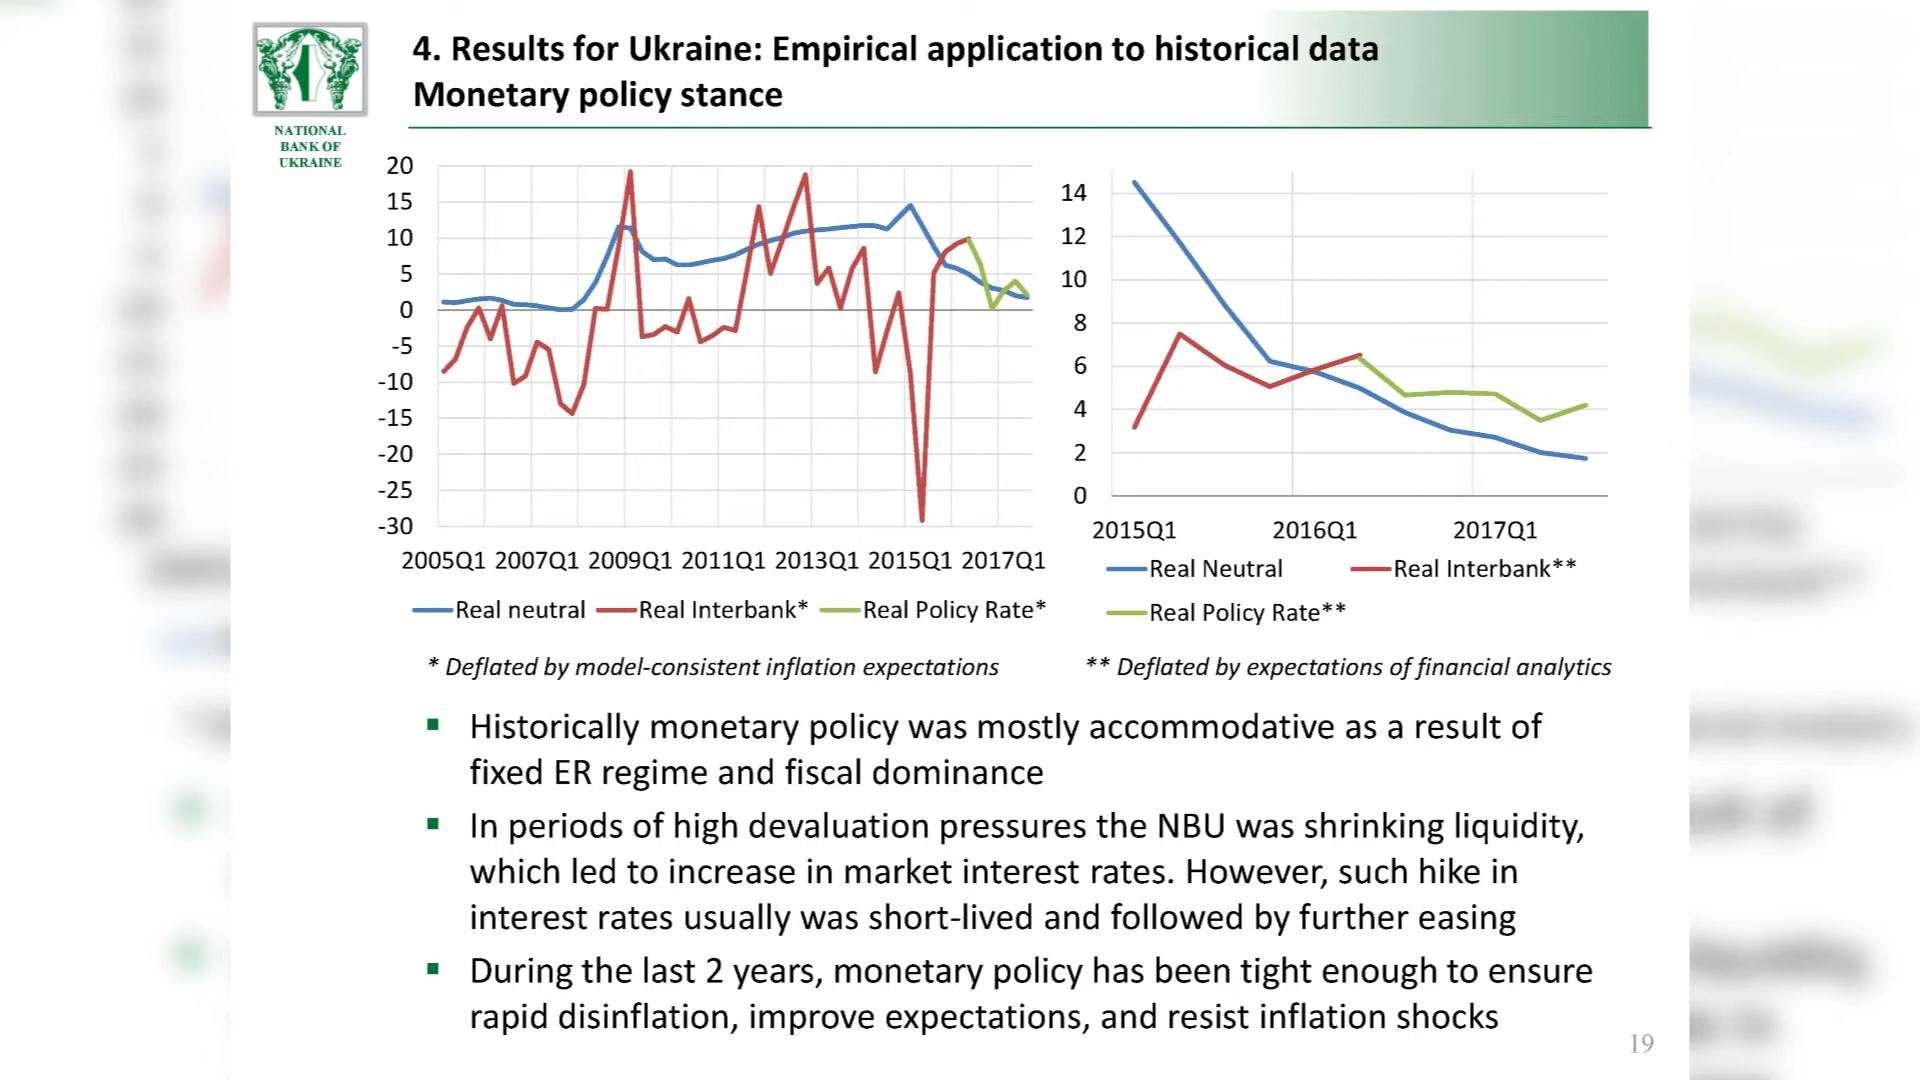 4. Results for Ukraine: Empirical application to historical data
Monetary policy stance
NATIONAL
BANK OF
UKRAINE
20
15
10
5
0
-5
-10
-15
-20
-25
-30
2005Q1 2007Q1 2009Q1 2011Q1 2013Q1 2015Q1 2017Q1
Real neutral Real Interbank* Real Policy Rate*
* Deflated by model-consistent inflation expectations
14
12
10
8
6
4
2
0
2015Q1 2016Q1 2017Q1
Real Neutral Real Interbank**
Real Policy Rate**
** Deflated by expectations of financial analytics
Historically monetary policy was mostly accommodative as a result of
fixed ER regime and fiscal dominance
In periods of high devaluation pressures the NBU was shrinking liquidity,
which led to increase in market interest rates. However, such hike in
interest rates usually was short-lived and followed by further easing
During the last 2 years, monetary policy has been tight enough to ensure
rapid disinflation, improve expectations, and resist inflation shocks
19